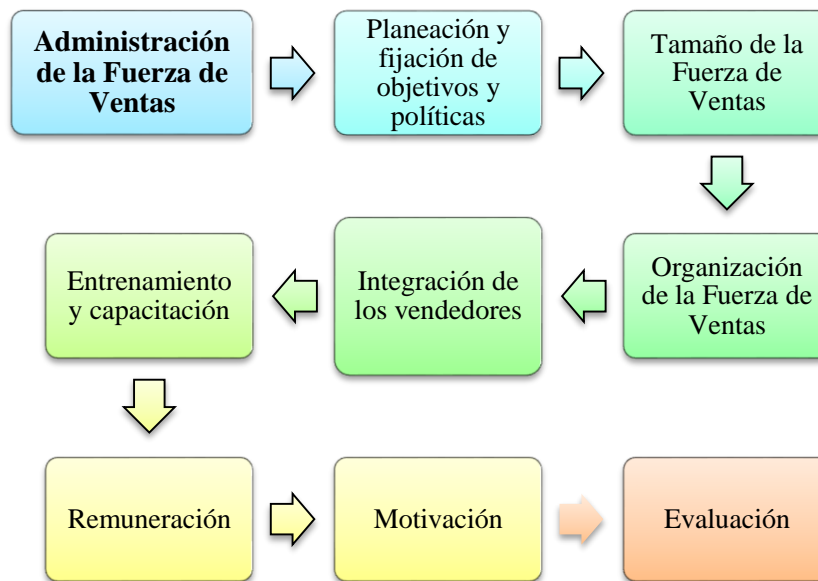 Administración
de la Fuerza de
Ventas
Planeación y
fijación de
objetivos y
políticas
Tamaño de la
Fuerza de
Ventas
Organización
de la Fuerza de
Ventas
Integración de
los vendedores
Entrenamiento
y capacitación
Remuneración
Motivación
Evaluación